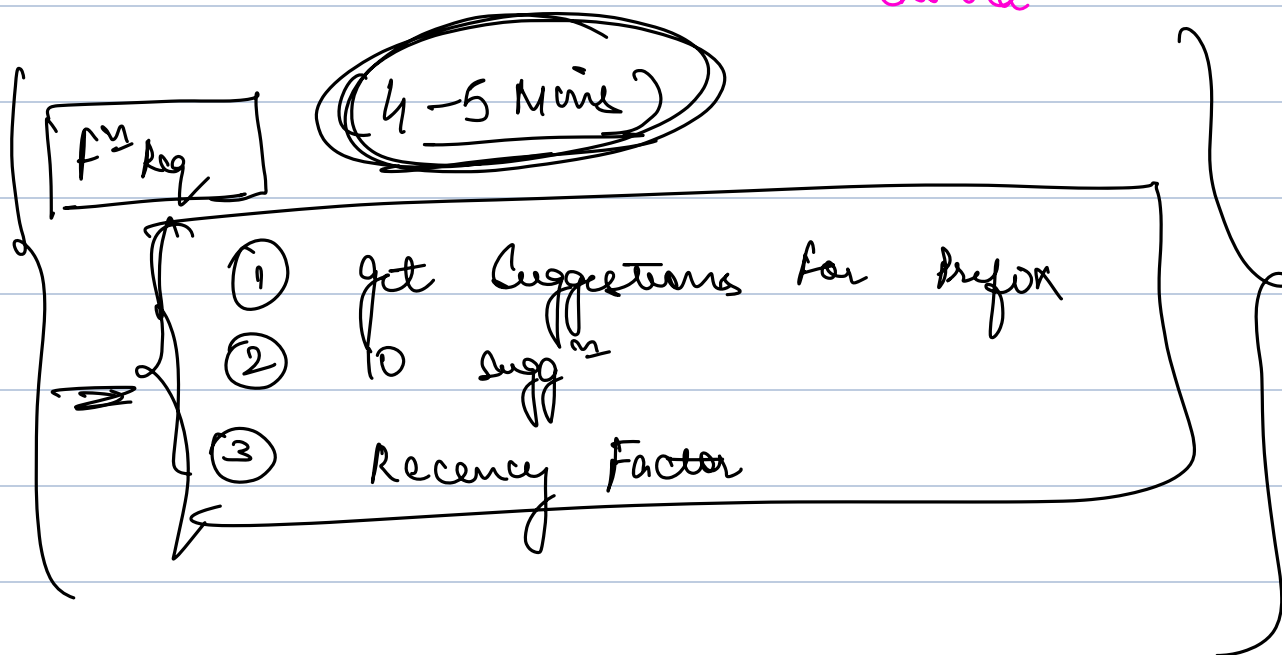 (4-5 Mins)
Fⁿ Req
① get Suggestions for Prefix
② 10 suggⁿ
③ Recency Factor